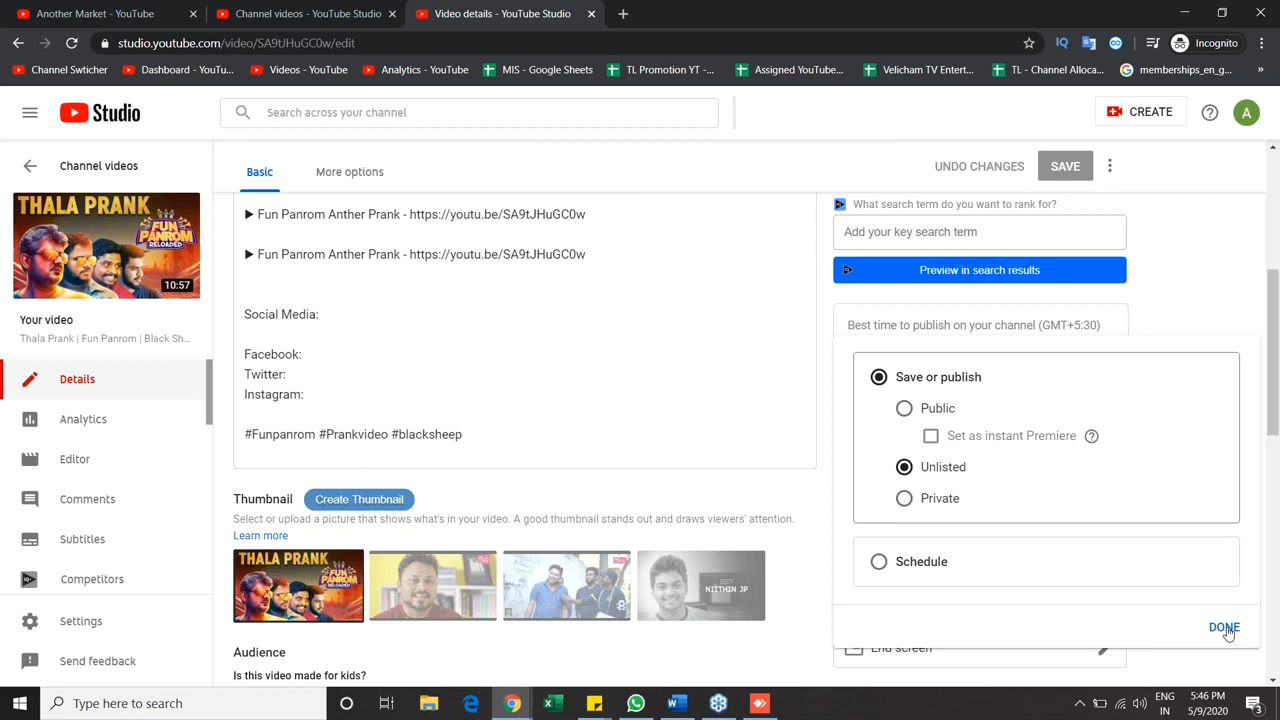 Another Motor - YouTube
Channel videos - YouTube Studio
Video details - YouTube Studio
studio.youtube.com/video/SA9tJHuGC0w/edit
Incognito
Channel Swtcher
Dashboard - YouTu...
Videos - YouTube
Analytics - YouTube
MIS - Google Sheets
TL Promotion YT -...
Assigned YouTube...
Velicham TV Entert...
TL - Channel Alloca...
memberships_en_g...
Studio
Search across your channel
CREATE
A
Channel videos
Basic
More options
UNDO CHANGES
SAVE
THALA PRANK
FUN PANROM RELOADED
10:57
Your video
Thala Prank | Fun Panrom | Black Sh...
Details
Analytics
Editor
Comments
Subtitles
Competitors
Settings
Send feedback
▶ Fun Panrom Anther Prank - https://youtu.be/SA9tJHuGC0w
▶ Fun Panrom Anther Prank - https://youtu.be/SA9tJHuGC0w
Social Media:
Facebook:
Twitter:
Instagram:
#Funpanrom #Prankvideo #blacksheep
Thumbnail
Create Thumbnail
Select or upload a picture that shows what's in your video. A good thumbnail stands out and draws viewers' attention.
Learn more
THALA PRANK
FUN PANROM RELOADED
NIITHIN JP
Audience
Is this video made for kids?
What search term do you want to rank for?
Add your key search term
Preview in search results
Best time to publish on your channel (GMT+5:30)
Save or publish
Public
Set as instant Premiere
Unlisted
Private
Schedule
DONE
End screen
Type here to search
ENG
IN
5:46 PM
5/9/2020
3